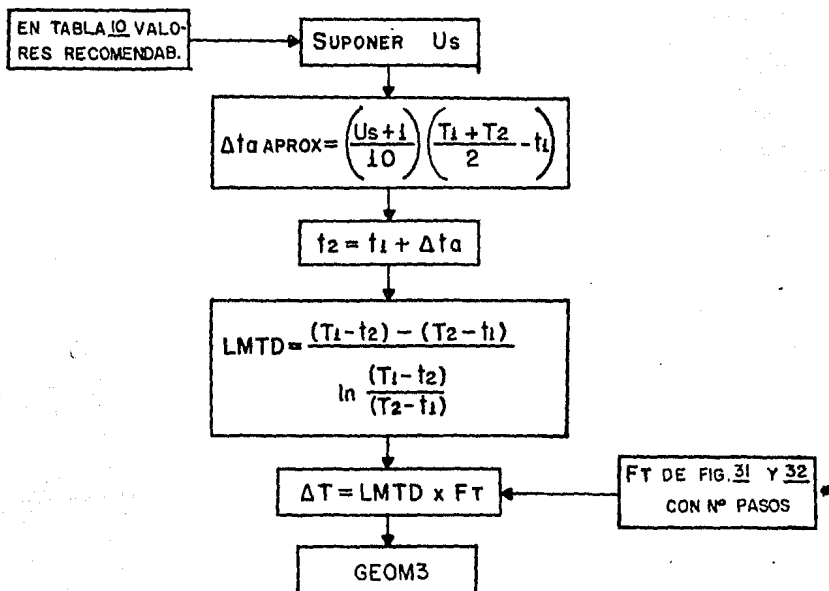 EN TABLA 10 VALO-
RES RECOMENDAB.
SUPONER Us
Δta APROX = ((Us+1)/10) ((T1+T2)/2 - t1)
t2 = t1 + Δta
LMTD = ((T1-t2) - (T2-t1)) / (ln (T1-t2)/(T2-t1))
FT DE FIG. 31 Y 32
CON Nº PASOS
ΔT = LMTD x FT
GEOM3